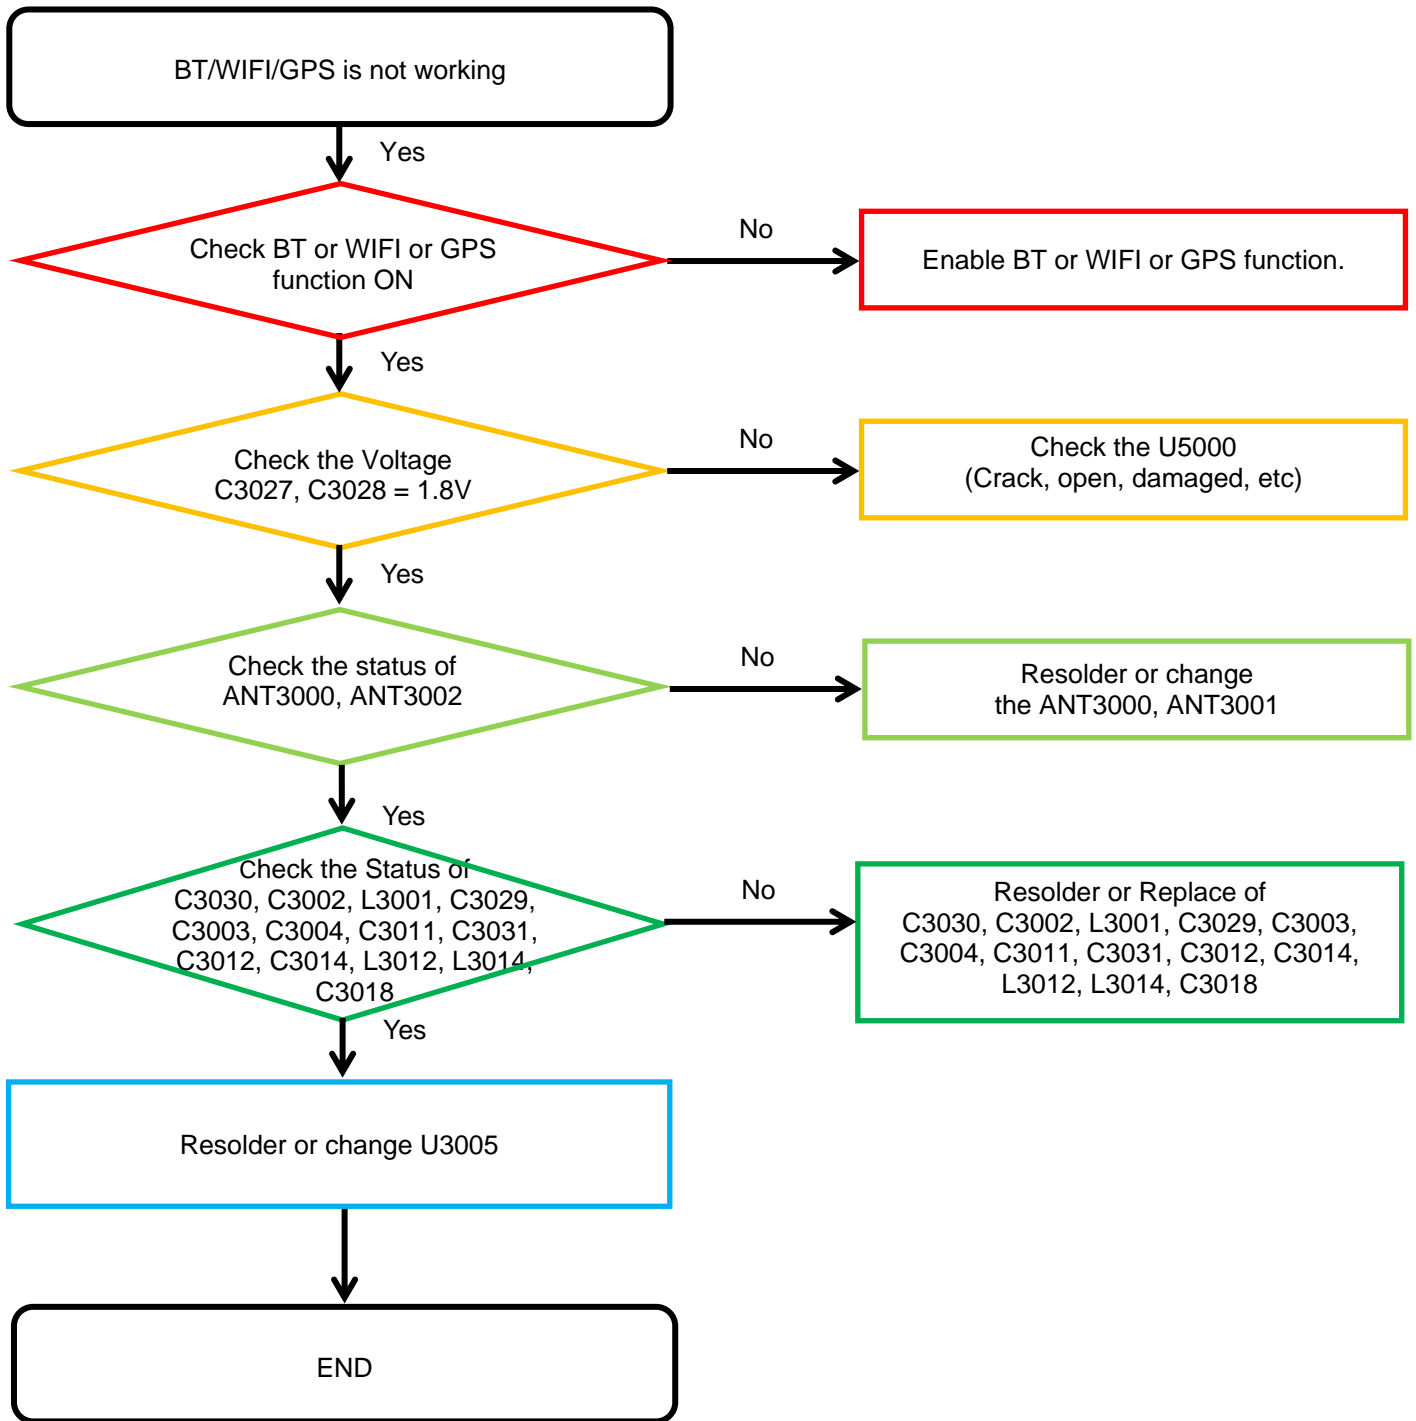 BT/WIFI/GPS is not working
Yes
Check BT or WIFI or GPS
function ON
No
Enable BT or WIFI or GPS function.
Yes
Check the Voltage
C3027, C3028 = 1.8V
No
Check the U5000
(Crack, open, damaged, etc)
Yes
Check the status of
ANT3000, ANT3002
No
Resolder or change
the ANT3000, ANT3001
Yes
Check the Status of
C3030, C3002, L3001, C3029,
C3003, C3004, C3011, C3031,
C3012, C3014, L3012, L3014,
C3018
No
Resolder or Replace of
C3030, C3002, L3001, C3029, C3003,
C3004, C3011, C3031, C3012, C3014,
L3012, L3014, C3018
Yes
Resolder or change U3005
END